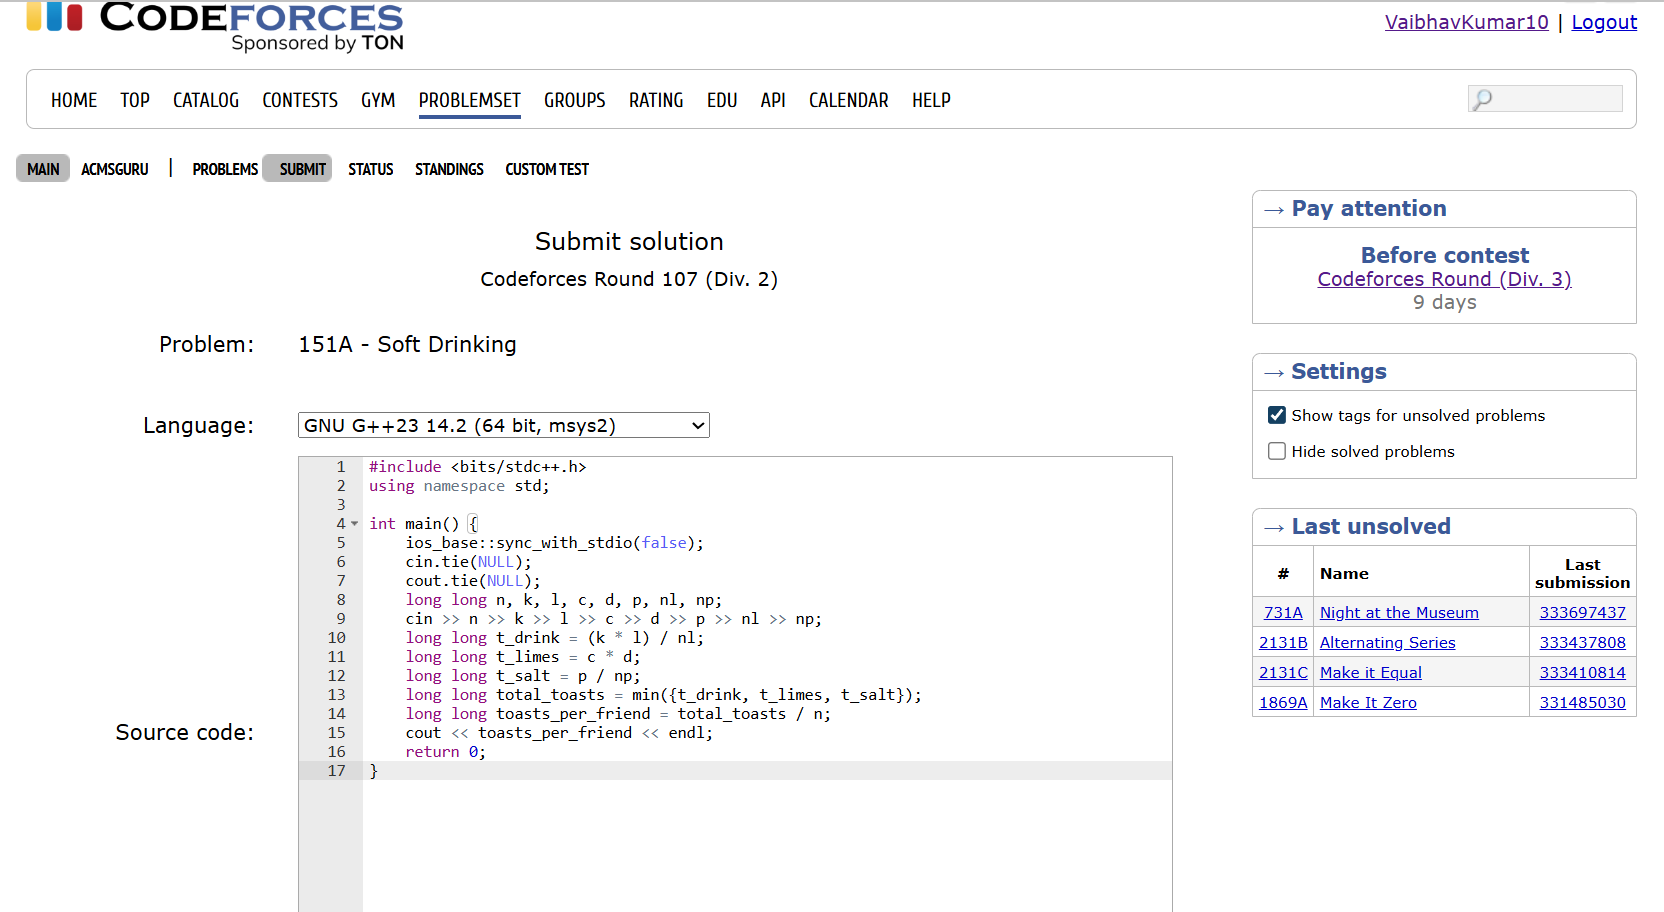 CODEFORCES
Sponsored by TON
VaibhavKumar10 | Logout
HOME TOP CATALOG CONTESTS GYM PROBLEMSET GROUPS RATING EDU API CALENDAR HELP
MAIN ACMSGURU | PROBLEMS SUBMIT STATUS STANDINGS CUSTOM TEST
Submit solution
Codeforces Round 107 (Div. 2)
Problem: 151A - Soft Drinking
Language: GNU G++23 14.2 (64 bit, msys2)
Source code:
1 #include <bits/stdc++.h>
2 using namespace std;
3
4 int main() {
5     ios_base::sync_with_stdio(false);
6     cin.tie(NULL);
7     cout.tie(NULL);
8     long long n, k, l, c, d, p, nl, np;
9     cin >> n >> k >> l >> c >> d >> p >> nl >> np;
10     long long t_drink = (k * l) / nl;
11     long long t_limes = c * d;
12     long long t_salt = p / np;
13     long long total_toasts = min({t_drink, t_limes, t_salt});
14     long long toasts_per_friend = total_toasts / n;
15     cout << toasts_per_friend << endl;
16     return 0;
17 }
→ Pay attention
Before contest
Codeforces Round (Div. 3)
9 days
→ Settings
Show tags for unsolved problems
Hide solved problems
→ Last unsolved
# Name Last submission
731A Night at the Museum 333697437
2131B Alternating Series 333437808
2131C Make it Equal 333410814
1869A Make It Zero 331485030